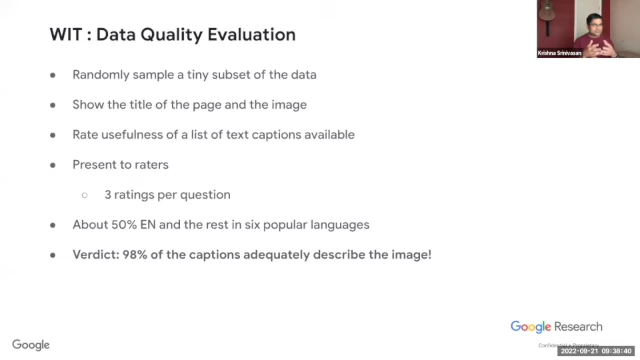 WIT : Data Quality Evaluation
Krishna Srinivasan
● Randomly sample a tiny subset of the data
● Show the title of the page and the image
● Rate usefulness of a list of text captions available
● Present to raters
○ 3 ratings per question
● About 50% EN and the rest in six popular languages
● Verdict: 98% of the captions adequately describe the image!
Google Research
Google
2022-09-21 09:38:40